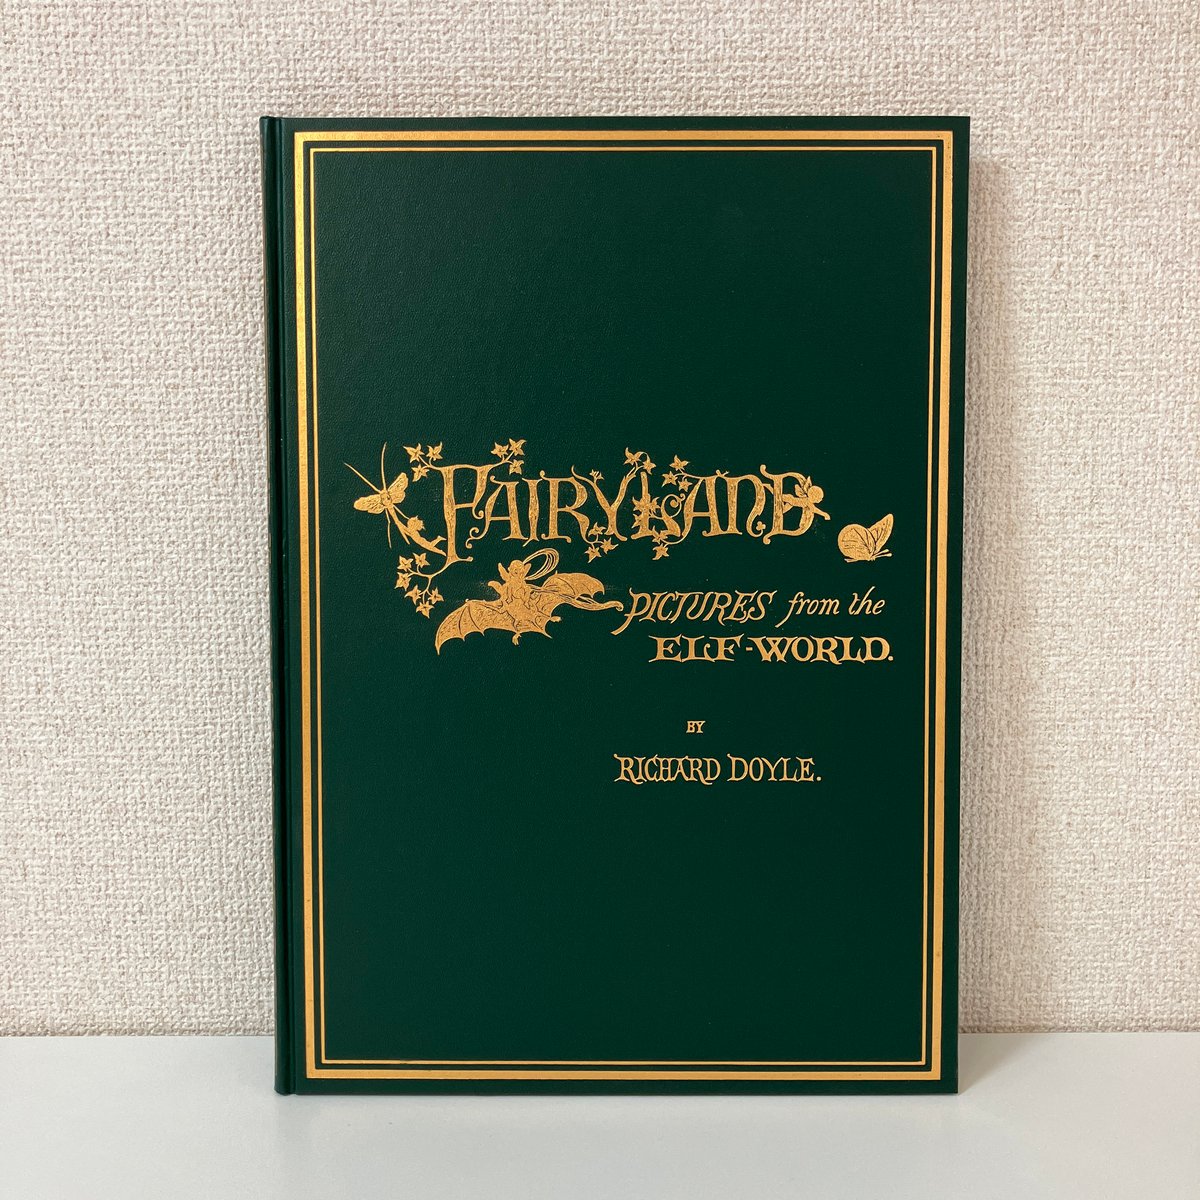 FAIRYLAND
PICTURES from the
ELF-WORLD.
BY
RICHARD DOYLE.